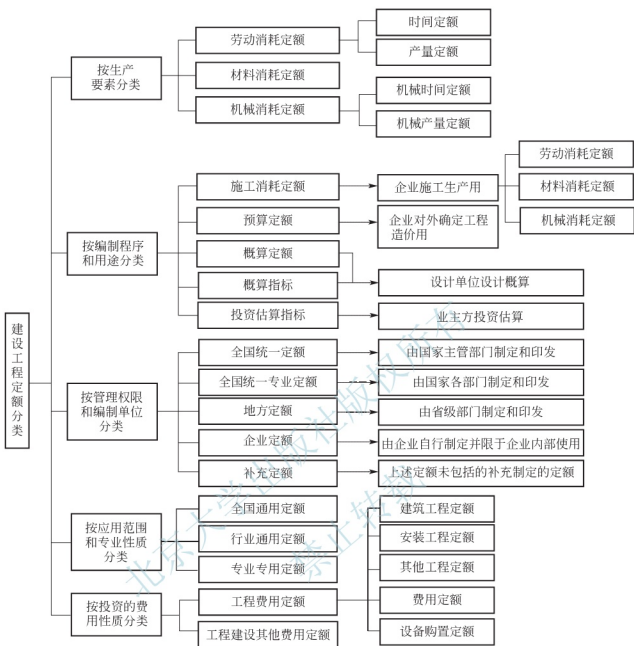 建
设
工
程
定
额
分
类
按生产
要素分类
劳动消耗定额
时间定额
产量定额
材料消耗定额
机械消耗定额
机械时间定额
机械产量定额
按编制程序
和用途分类
施工消耗定额
企业施工生产用
劳动消耗定额
材料消耗定额
机械消耗定额
预算定额
企业对外确定工程
造价用
概算定额
概算指标
设计单位设计概算
投资估算指标
业主方投资估算
按管理权限
和编制单位
分类
全国统一定额
由国家主管部门制定和印发
全国统一专业定额
由国家各部门制定和印发
地方定额
由省级部门制定和印发
企业定额
由企业自行制定并限于企业内部使用
补充定额
上述定额未包括的补充制定的定额
按应用范围
和专业性质
分类
全国通用定额
行业通用定额
专业专用定额
按投资的费
用性质分类
工程费用定额
建筑工程定额
安装工程定额
其他工程定额
费用定额
设备购置定额
工程建设其他费用定额
北京大学出版社版权所有
禁止转载